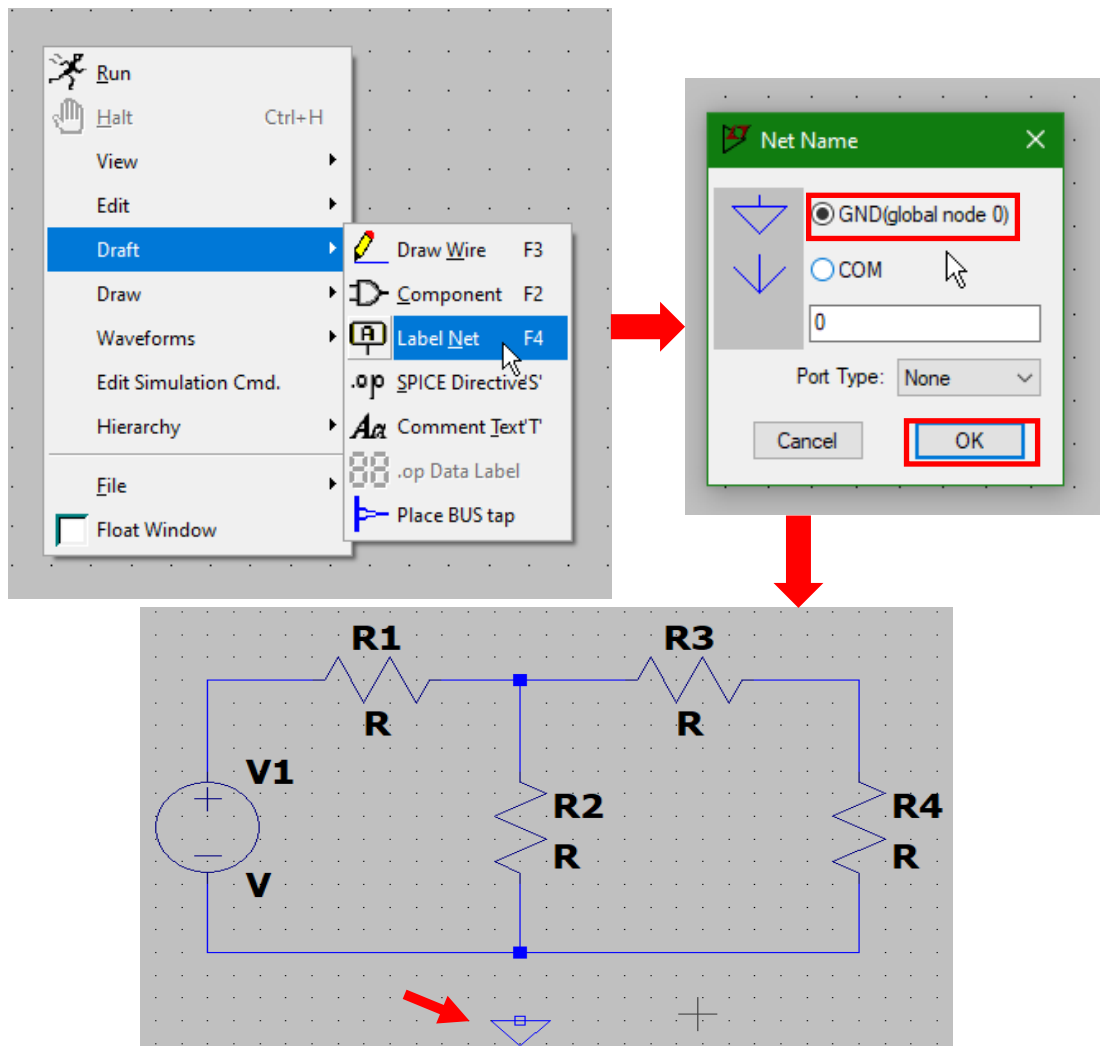 Run
Halt Ctrl+H
View
Edit
Draft
Draw
Waveforms
Edit Simulation Cmd.
Hierarchy
File
Float Window
Draw Wire F3
Component F2
A Label Net F4
.op SPICE Directive'S'
Aa Comment Text'T'
88 .op Data Label
Place BUS tap
Net Name
GND(global node 0)
COM
0
Port Type: None
Cancel OK
R1 R3
R R
V1
R2 R4
R R
V